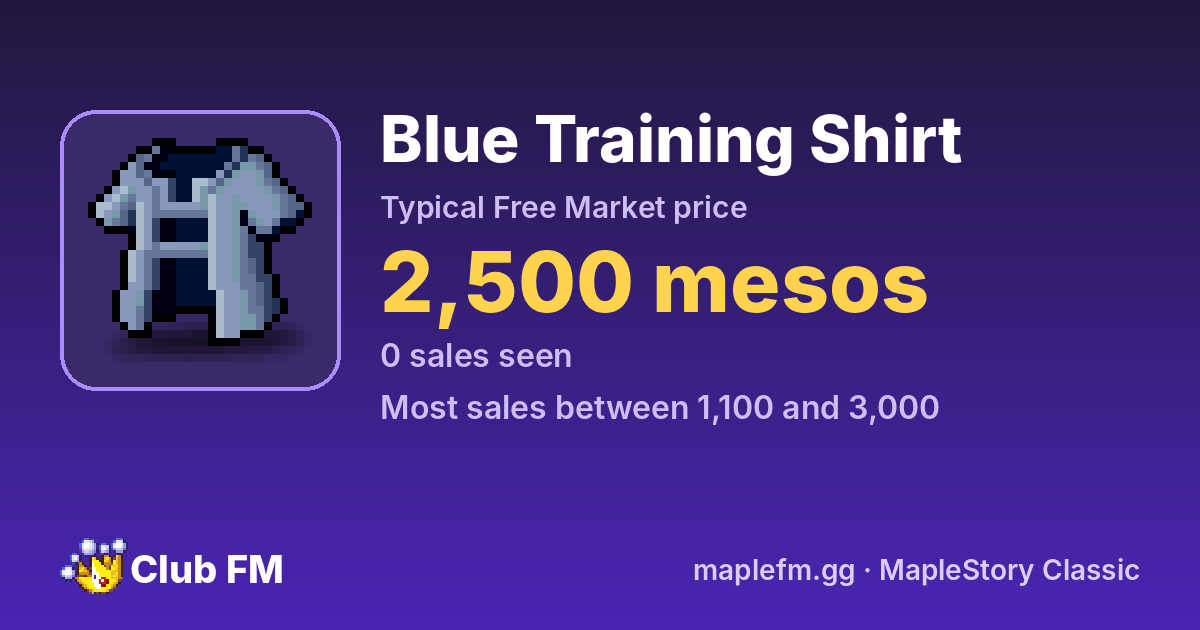 Blue Training Shirt
Typical Free Market price
2,500 mesos
0 sales seen
Most sales between 1,100 and 3,000
Club FM
maplefm.gg · MapleStory Classic